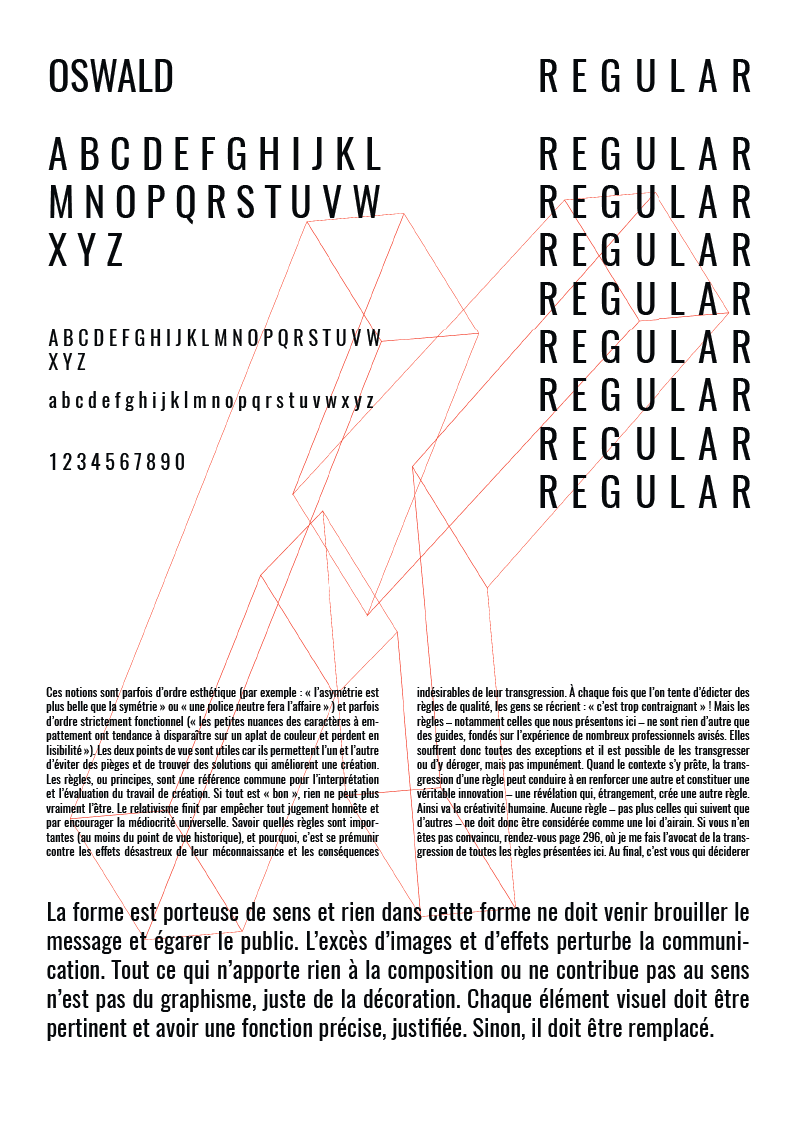 OSWALD
REGULAR
ABCDEFGHIJKL
MNOPQRSTUVW
XYZ
REGULAR
REGULAR
REGULAR
REGULAR
REGULAR
REGULAR
REGULAR
REGULAR
ABCDEFGHIJKLMNOPQRSTUVW
XYZ
abcdefghijklmnopqrstuvwxyz
1234567890
Ces notions sont parfois d’ordre esthétique (par exemple : « l’asymétrie est
plus belle que la symétrie » ou « une police neutre fera l’affaire » ) et parfois
d’ordre strictement fonctionnel (« les petites nuances des caractères à em-
pattement ont tendance à disparaître sur un aplat de couleur et perdent en
lisibilité »). Les deux points de vue sont utiles car ils permettent l’un et l’autre
d’éviter des pièges et de trouver des solutions qui améliorent une création.
Les règles, ou principes, sont une référence commune pour l’interprétation
et l’évaluation du travail de création. Si tout est « bon », rien ne peut plus
vraiment l’être. Le relativisme finit par empêcher tout jugement honnête et
par encourager la médiocrité universelle. Savoir quelles règles sont impor-
tantes (au moins du point de vue historique), et pourquoi, c’est se prémunir
contre les effets désastreux de leur méconnaissance et les conséquences
indésirables de leur transgression. À chaque fois que l’on tente d’édicter des
règles de qualité, les gens se récrient : « c’est trop contraignant » ! Mais les
règles – notamment celles que nous présentons ici – ne sont rien d’autre que
des guides, fondés sur l’expérience de nombreux professionnels avisés. Elles
souffrent donc toutes des exceptions et il est possible de les transgresser
ou d’y déroger, mais pas impunément. Quand le contexte s’y prête, la trans-
gression d’une règle peut conduire à en renforcer une autre et constituer une
véritable innovation – une révélation qui, étrangement, crée une autre règle.
Ainsi va la créativité humaine. Aucune règle – pas plus celles qui suivent que
d’autres – ne doit donc être considérée comme une loi d’airain. Si vous n’en
êtes pas convaincu, rendez-vous page 296, où je me fais l’avocat de la trans-
gression de toutes les règles présentées ici. Au final, c’est vous qui déciderer
La forme est porteuse de sens et rien dans cette forme ne doit venir brouiller le
message et égarer le public. L’excès d’images et d’effets perturbe la communi-
cation. Tout ce qui n’apporte rien à la composition ou ne contribue pas au sens
n’est pas du graphisme, juste de la décoration. Chaque élément visuel doit être
pertinent et avoir une fonction précise, justifiée. Sinon, il doit être remplacé.